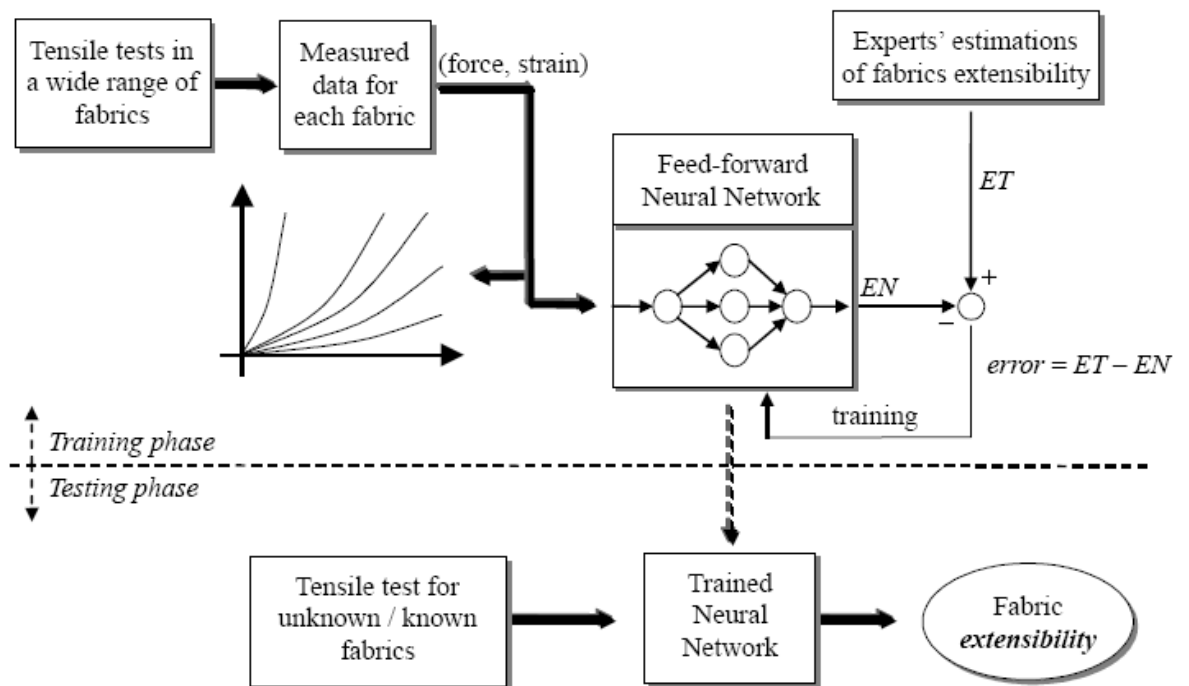 Tensile tests in
a wide range of
fabrics
Measured
data for
each fabric
(force, strain)
Experts’ estimations
of fabrics extensibility
Feed-forward
Neural Network
ET
EN
+
−
error = ET – EN
training
Training phase
Testing phase
Tensile test for
unknown / known
fabrics
Trained
Neural
Network
Fabric
extensibility